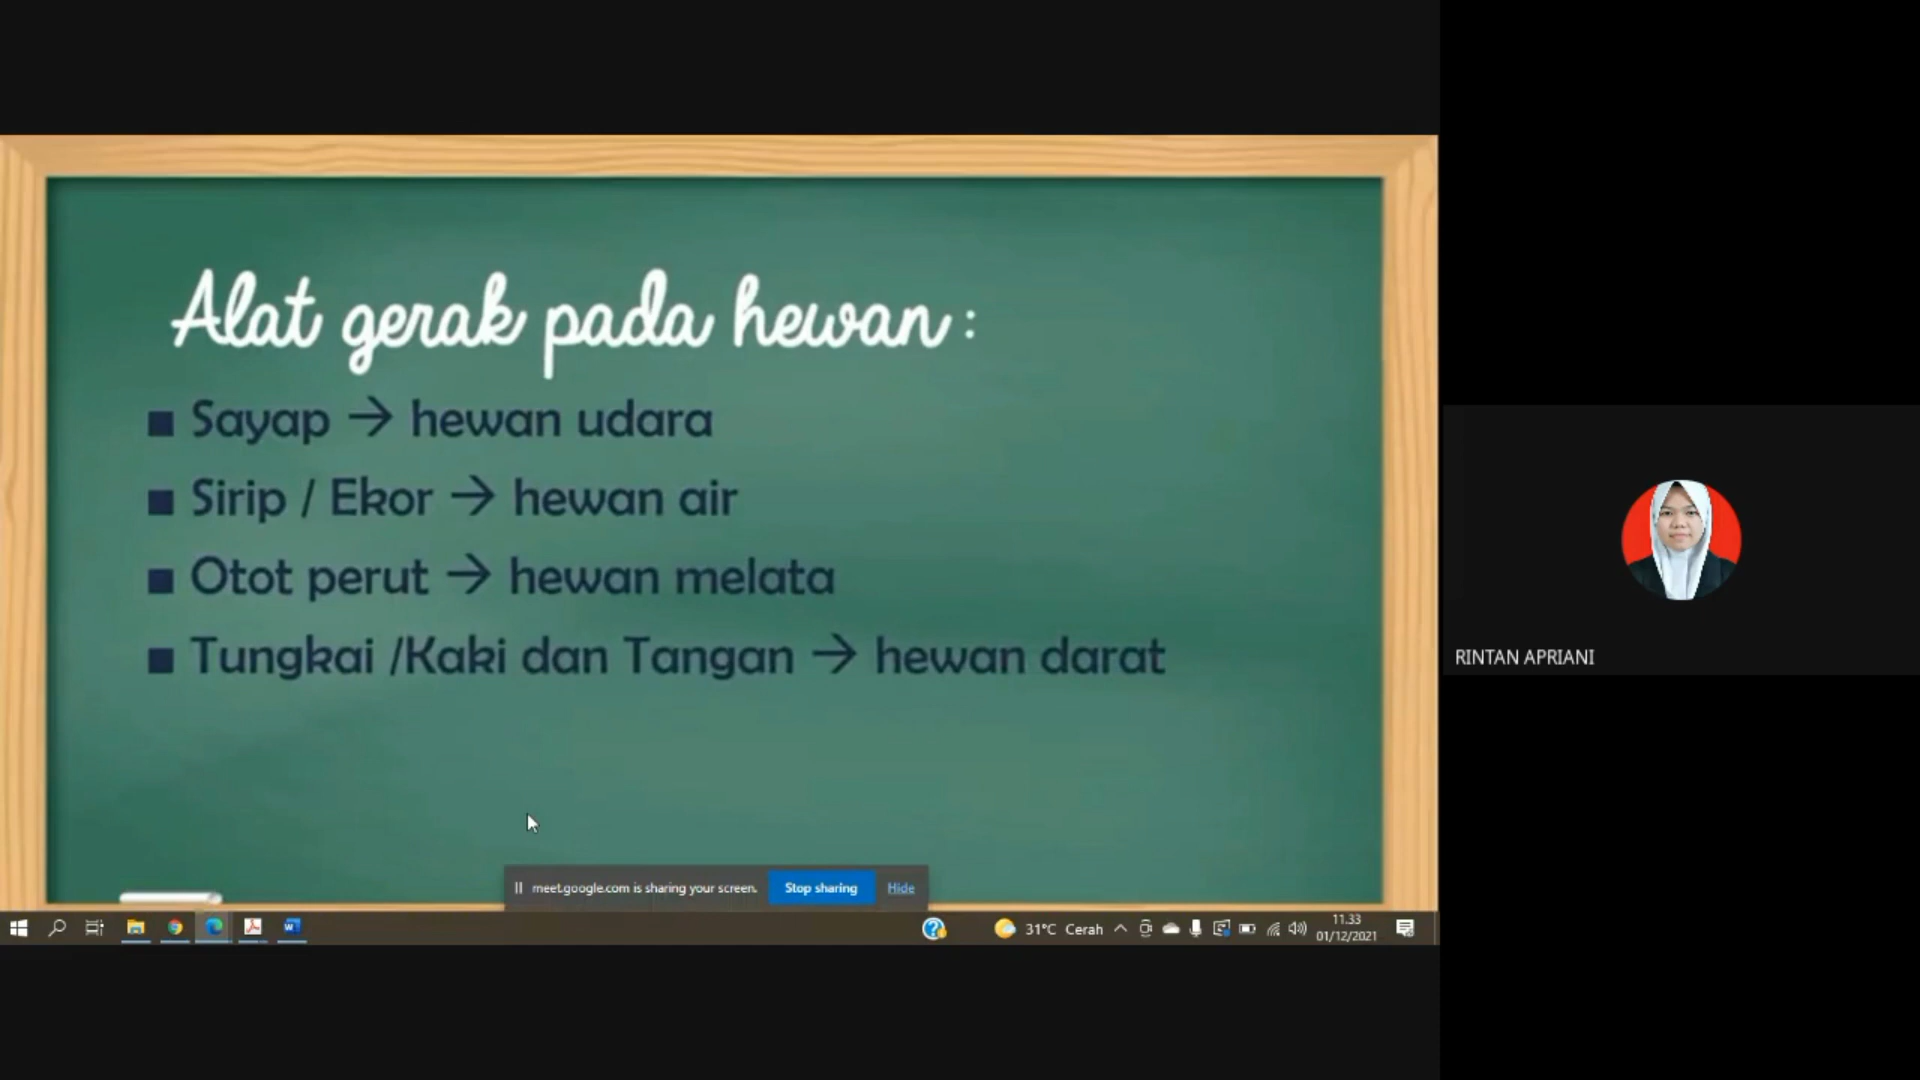 Alat gerak pada hewan :
Sayap → hewan udara
Sirip / Ekor → hewan air
Otot perut → hewan melata
Tungkai /Kaki dan Tangan → hewan darat
RINTAN APRIANI
meet.google.com is sharing your screen. Stop sharing Hide
31°C Cerah 11.33
01/12/2021